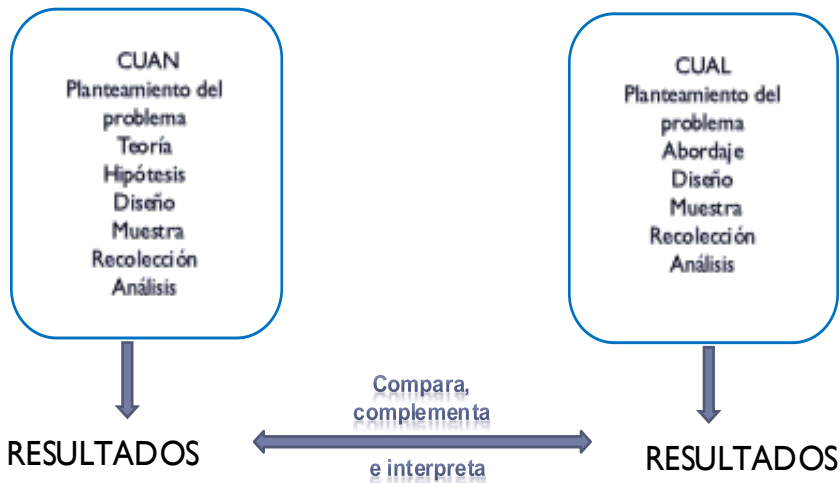 CUAN
Planteamiento del
problema
Teoría
Hipótesis
Diseño
Muestra
Recolección
Análisis
CUAL
Planteamiento del
problema
Abordaje
Diseño
Muestra
Recolección
Análisis
Compara,
complementa
e interpreta
RESULTADOS
RESULTADOS